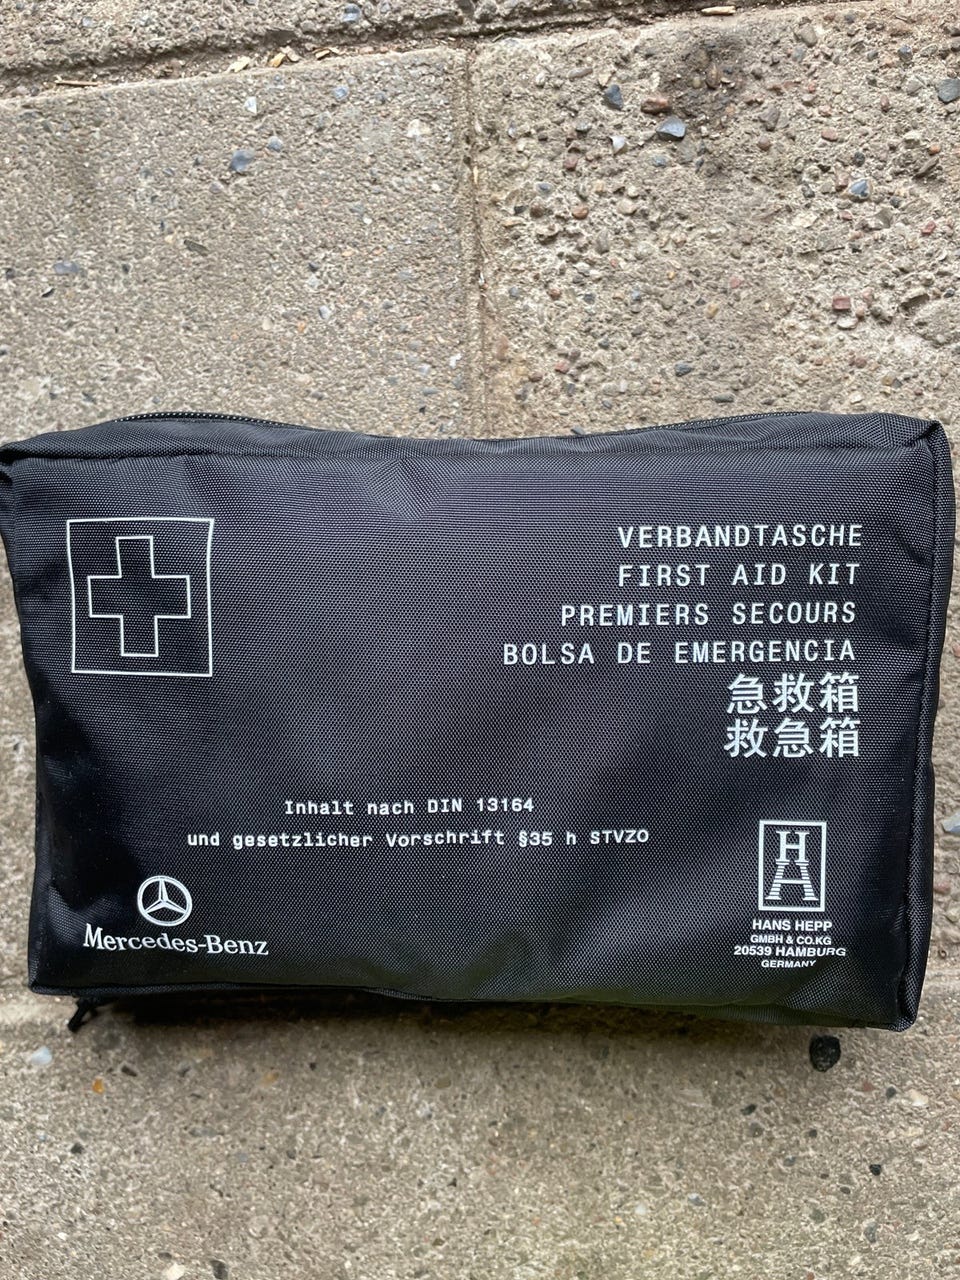 VERBANDTASCHE
FIRST AID KIT
PREMIERS SECOURS
BOLSA DE EMERGENCIA
急救箱
救急箱
Inhalt nach DIN 13164
und gesetzlicher Vorschrift §35 h STVZO
Mercedes-Benz
HA
HANS HEPP
GMBH & CO.KG
20539 HAMBURG
GERMANY